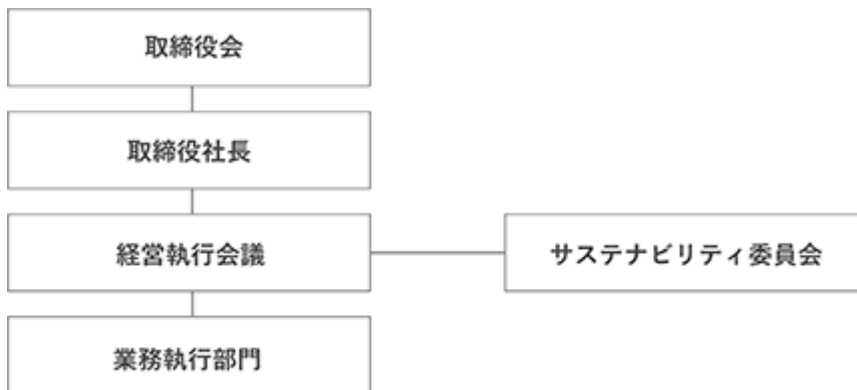 取締役会
取締役社長
経営執行会議
サステナビリティ委員会
業務執行部門